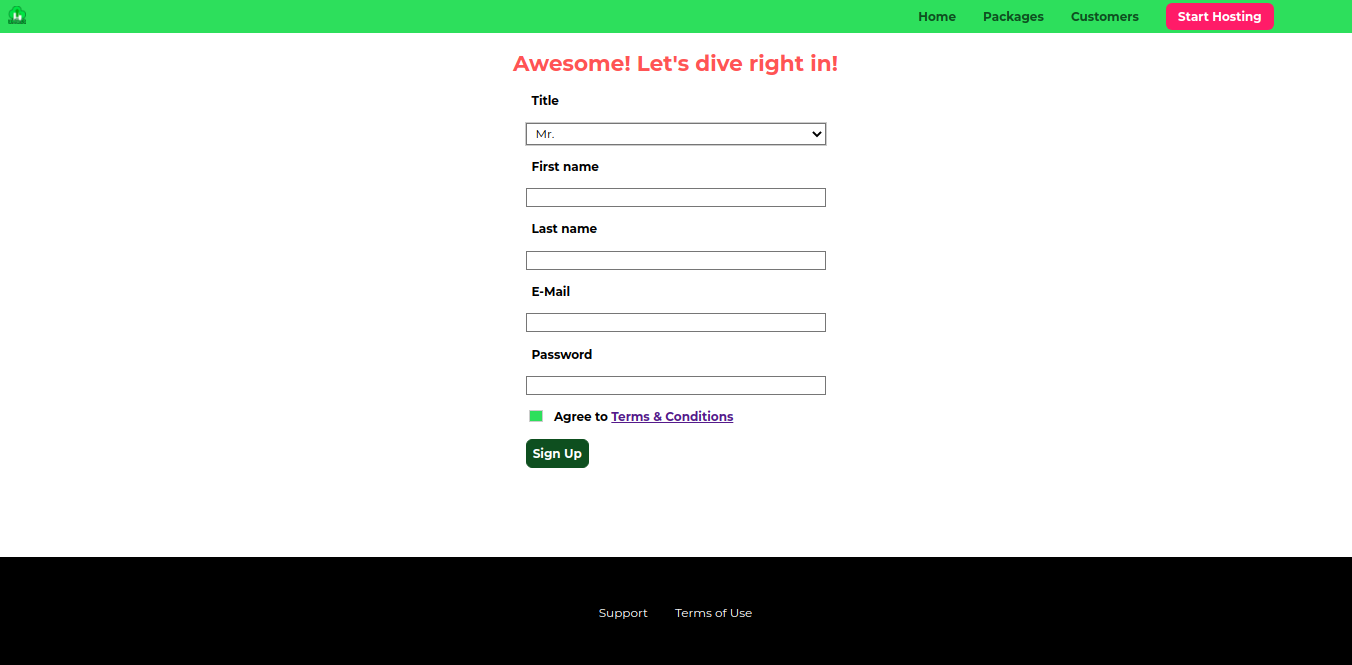 Home Packages Customers Start Hosting
Awesome! Let's dive right in!
Title
Mr.
First name
Last name
E-Mail
Password
Agree to Terms & Conditions
Sign Up
Support Terms of Use